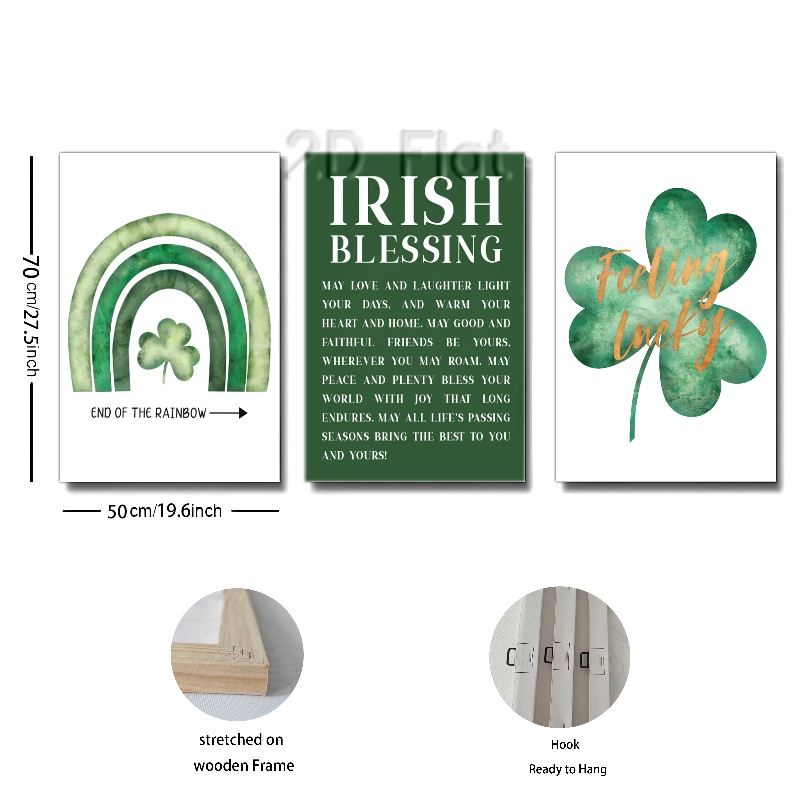 2D Flat
70cm/27.5inch
IRISH
BLESSING
MAY LOVE AND LAUGHTER LIGHT
YOUR DAYS, AND WARM YOUR
HEART AND HOME. MAY GOOD AND
FAITHFUL FRIENDS BE YOURS,
WHEREVER YOU MAY ROAM. MAY
PEACE AND PLENTY BLESS YOUR
WORLD WITH JOY THAT LONG
ENDURES. MAY ALL LIFE'S PASSING
SEASONS BRING THE BEST TO YOU
AND YOURS!
Feeling
Lucky
END OF THE RAINBOW
50cm/19.6inch
stretched on
wooden Frame
Hook
Ready to Hang